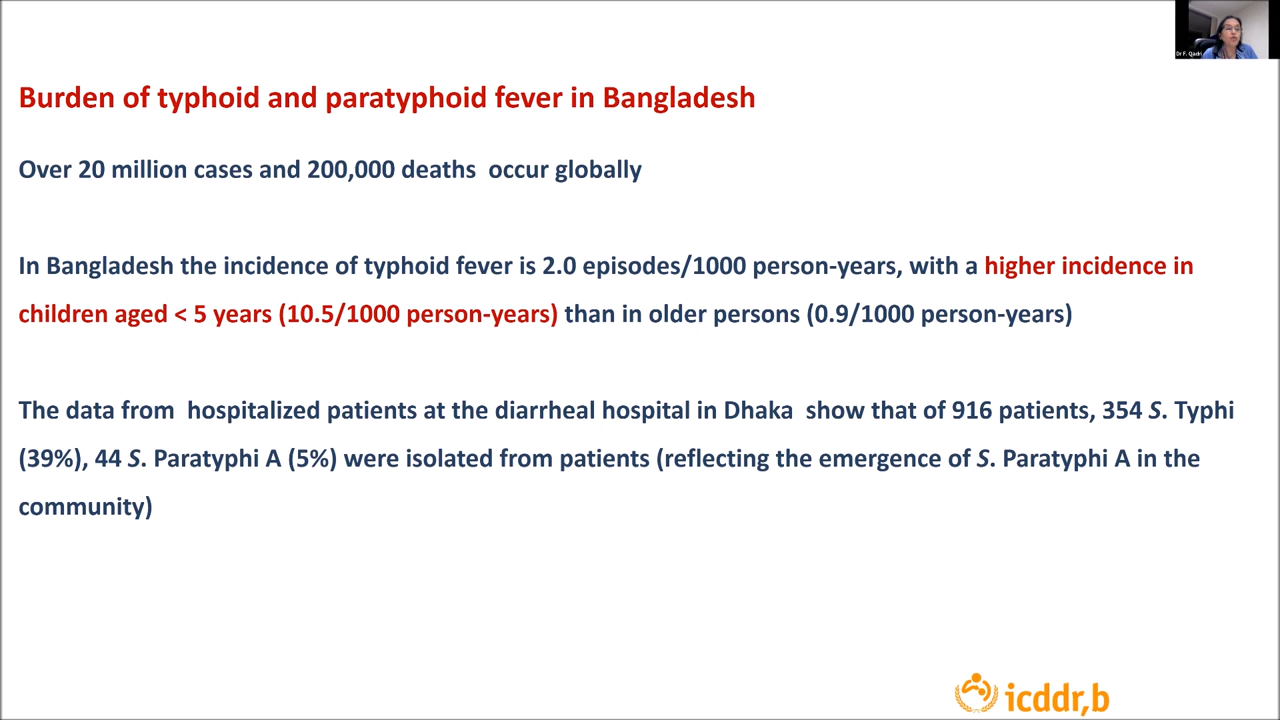 Dr F. Qadri
Burden of typhoid and paratyphoid fever in Bangladesh
Over 20 million cases and 200,000 deaths  occur globally
In Bangladesh the incidence of typhoid fever is 2.0 episodes/1000 person-years, with a higher incidence in
children aged < 5 years (10.5/1000 person-years) than in older persons (0.9/1000 person-years)
The data from  hospitalized patients at the diarrheal hospital in Dhaka  show that of 916 patients, 354 S. Typhi
(39%), 44 S. Paratyphi A (5%) were isolated from patients (reflecting the emergence of S. Paratyphi A in the
community)
icddr,b